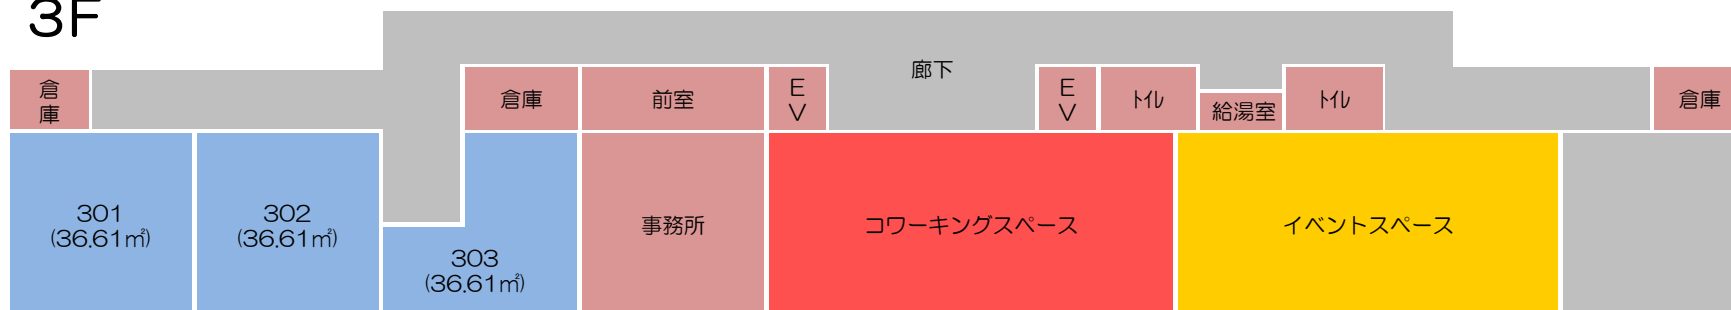 3F
倉
庫
倉庫
前室
E
V
廊下
E
V
ﾄｲﾚ
給湯室
ﾄｲﾚ
倉庫
301
(36.61㎡)
302
(36.61㎡)
303
(36.61㎡)
事務所
コワーキングスペース
イベントスペース